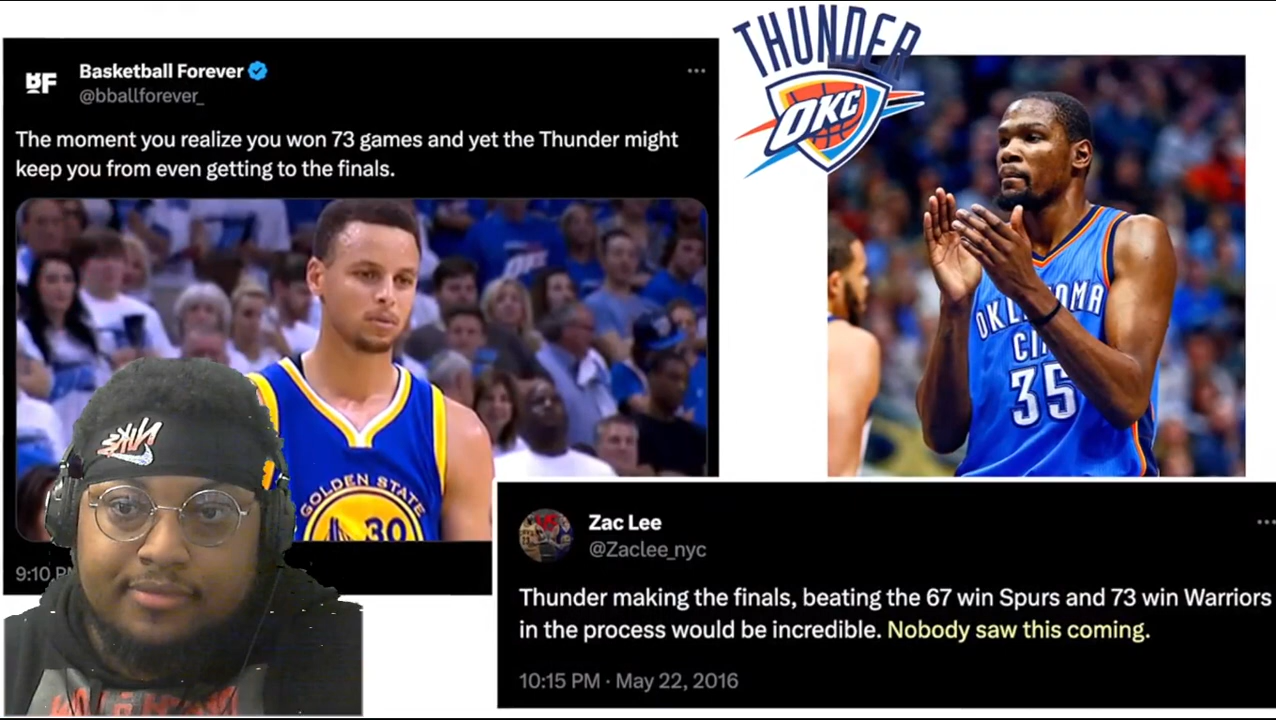 Basketball Forever
@bballforever_
The moment you realize you won 73 games and yet the Thunder might
keep you from even getting to the finals.
THUNDER
OKC
OKLAHOMA
CITY
35
GOLDEN STATE
30
NIKE
9:10 PM
Zac Lee
@Zaclee_nyc
Thunder making the finals, beating the 67 win Spurs and 73 win Warriors
in the process would be incredible. Nobody saw this coming.
10:15 PM · May 22, 2016